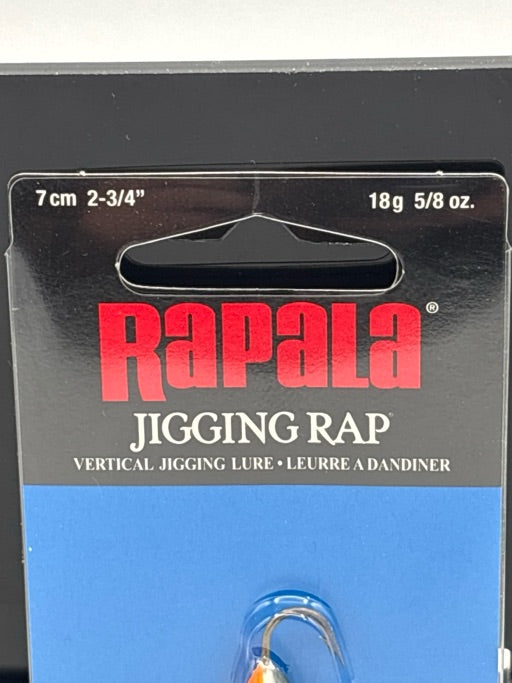 7cm 2-3/4" 18g 5/8 oz.
Rapala®
JIGGING RAP®
VERTICAL JIGGING LURE • LEURRE A DANDINER